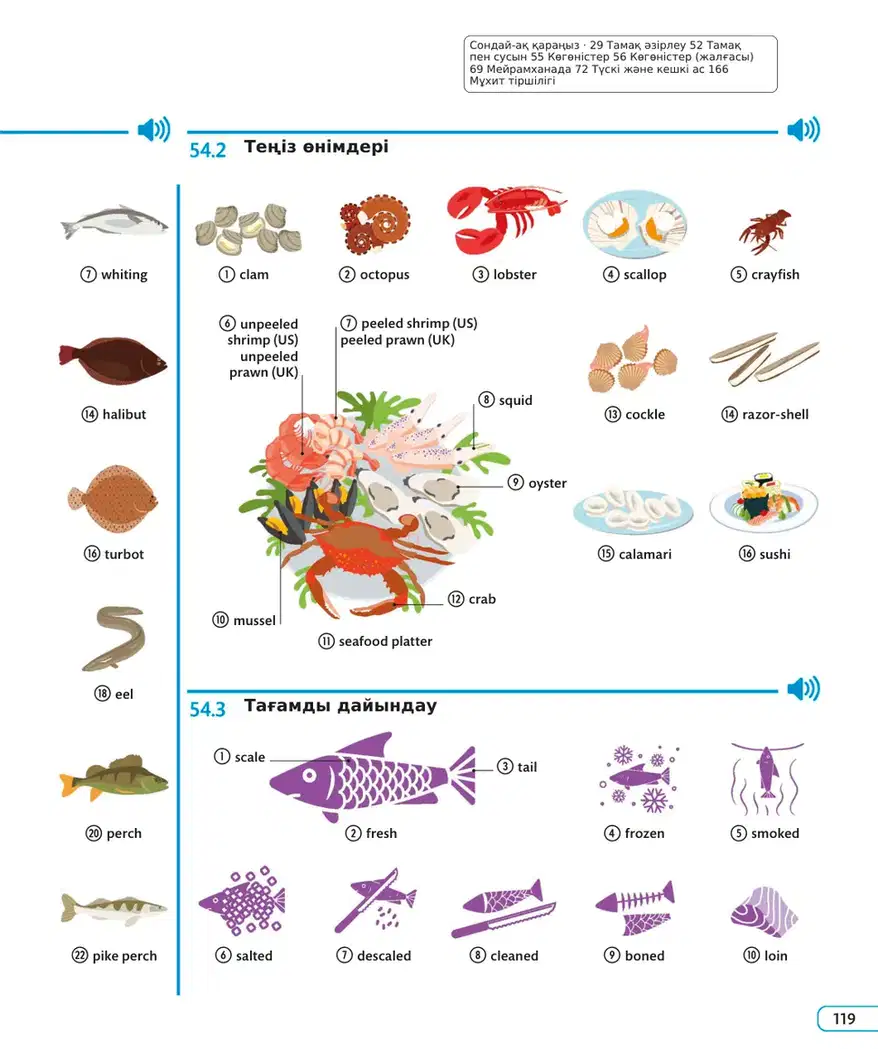 Сондай-ақ қараңыз · 29 Тамақ әзірлеу 52 Тамақ
пен сусын 55 Көгөністер 56 Көгөністер (жалғасы)
69 Мейрамханада 72 Түскі және кешкі ас 166
Мұхит тіршілігі
54.2 Теңіз өнімдері
⑦ whiting
⑭ halibut
⑯ turbot
⑱ eel
⑳ perch
㉒ pike perch
① clam
② octopus
③ lobster
④ scallop
⑤ crayfish
⑥ unpeeled
shrimp (US)
unpeeled
prawn (UK)
⑦ peeled shrimp (US)
peeled prawn (UK)
⑧ squid
⑨ oyster
⑩ mussel
⑪ seafood platter
⑫ crab
⑬ cockle
⑭ razor-shell
⑮ calamari
⑯ sushi
54.3 Тағамды дайындау
① scale
② fresh
③ tail
④ frozen
⑤ smoked
⑥ salted
⑦ descaled
⑧ cleaned
⑨ boned
⑩ loin
119